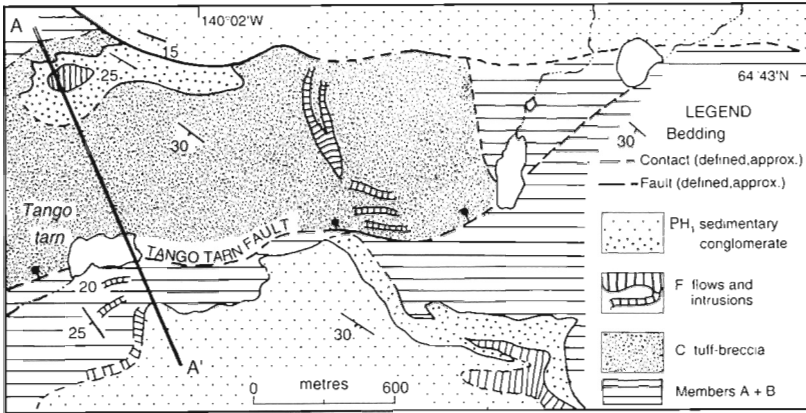 A
140°02'W
15
25
64°43'N
LEGEND
Bedding
30
Contact (defined,approx.)
Fault (defined,approx.)
PH₁ sedimentary
conglomerate
F flows and
intrusions
C tuff-breccia
Members A + B
30
Tango
tarn
TANGO TARN FAULT
20
25
30
A'
0 metres 600